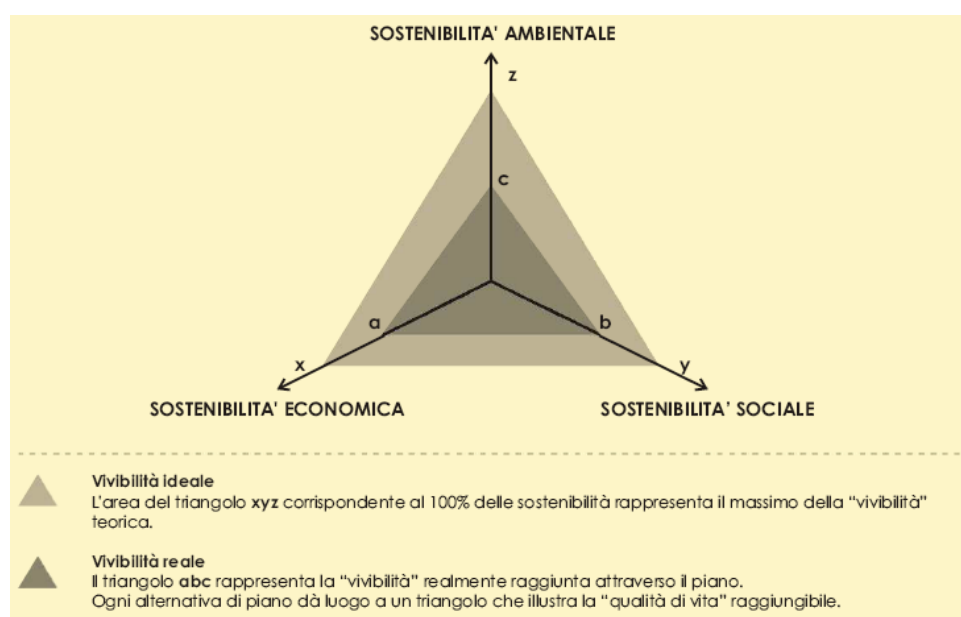 SOSTENIBILITA' AMBIENTALE
z
c
a
b
x
y
SOSTENIBILITA' ECONOMICA
SOSTENIBILITA' SOCIALE
Vivibilità ideale
L'area del triangolo xyz corrispondente al 100% delle sostenibilità rappresenta il massimo della “vivibilità”
teorica.
Vivibilità reale
Il triangolo abc rappresenta la “vivibilità” realmente raggiunta attraverso il piano.
Ogni alternativa di piano dà luogo a un triangolo che illustra la “qualità di vita” raggiungibile.